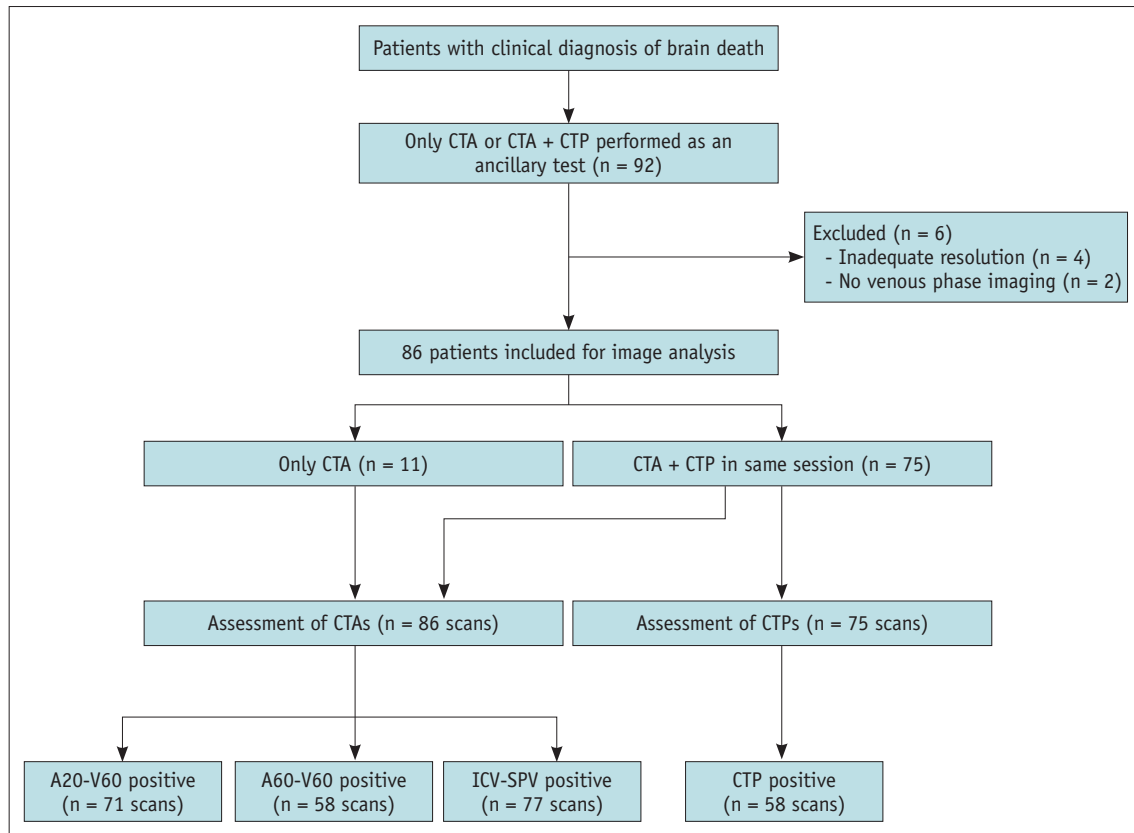 Patients with clinical diagnosis of brain death
Only CTA or CTA + CTP performed as an
ancillary test (n = 92)
Excluded (n = 6)
- Inadequate resolution (n = 4)
- No venous phase imaging (n = 2)
86 patients included for image analysis
Only CTA (n = 11)
CTA + CTP in same session (n = 75)
Assessment of CTAs (n = 86 scans)
Assessment of CTPs (n = 75 scans)
A20-V60 positive
(n = 71 scans)
A60-V60 positive
(n = 58 scans)
ICV-SPV positive
(n = 77 scans)
CTP positive
(n = 58 scans)